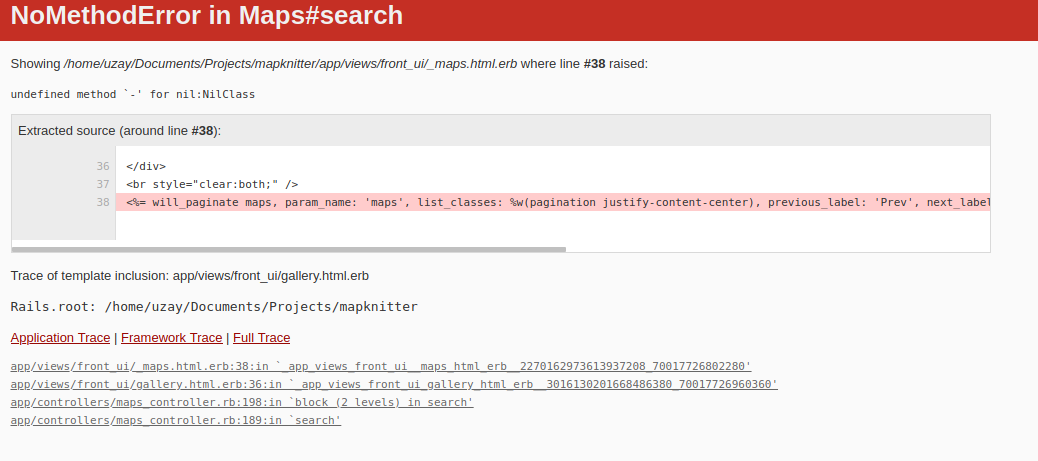 NoMethodError in Maps#search
Showing /home/uzay/Documents/Projects/mapknitter/app/views/front_ui/_maps.html.erb where line #38 raised:
undefined method `-' for nil:NilClass
Extracted source (around line #38):
36 </div>
37 <br style="clear:both;" />
38 <%= will_paginate maps, param_name: 'maps', list_classes: %w(pagination justify-content-center), previous_label: 'Prev', next_label
Trace of template inclusion: app/views/front_ui/gallery.html.erb
Rails.root: /home/uzay/Documents/Projects/mapknitter
Application Trace | Framework Trace | Full Trace
app/views/front_ui/_maps.html.erb:38:in `_app_views_front_ui__maps_html_erb__2270162973613937208_70017726802280'
app/views/front_ui/gallery.html.erb:36:in `_app_views_front_ui_gallery_html_erb__3016130201668486380_70017726960360'
app/controllers/maps_controller.rb:198:in `block (2 levels) in search'
app/controllers/maps_controller.rb:189:in `search'